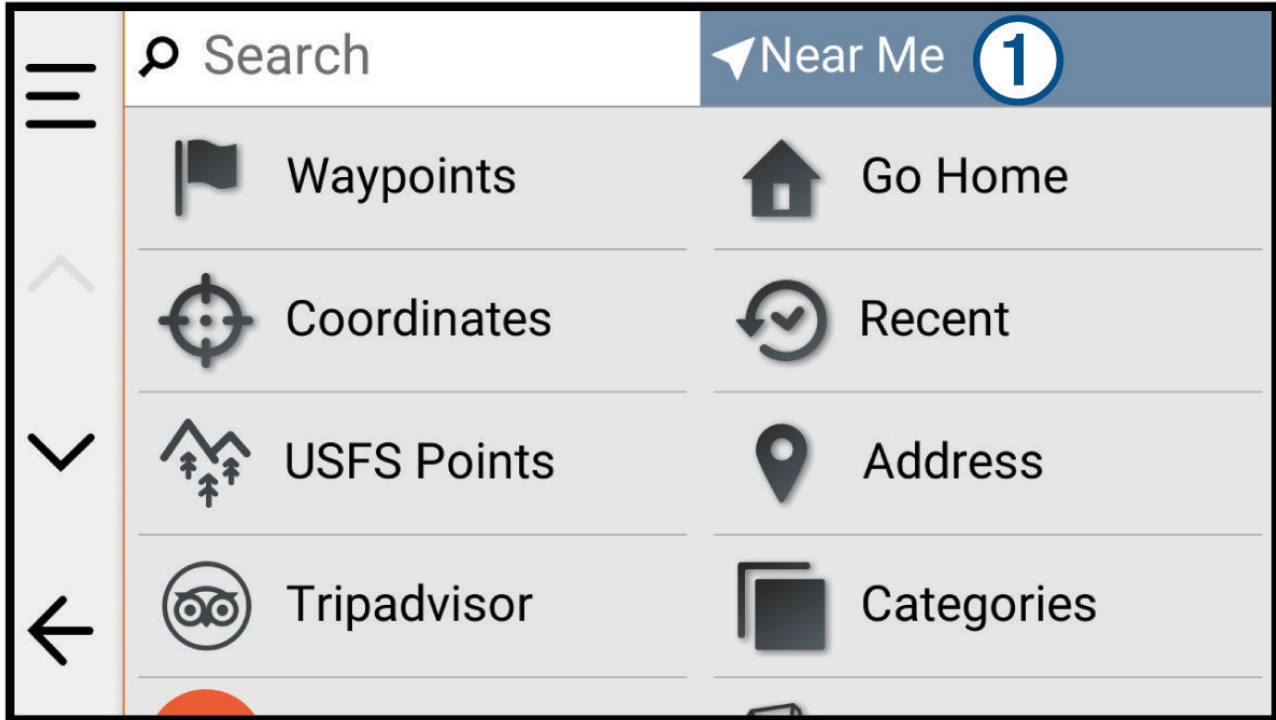 Search
Near Me 1
Waypoints
Go Home
Coordinates
Recent
USFS Points
Address
Tripadvisor
Categories